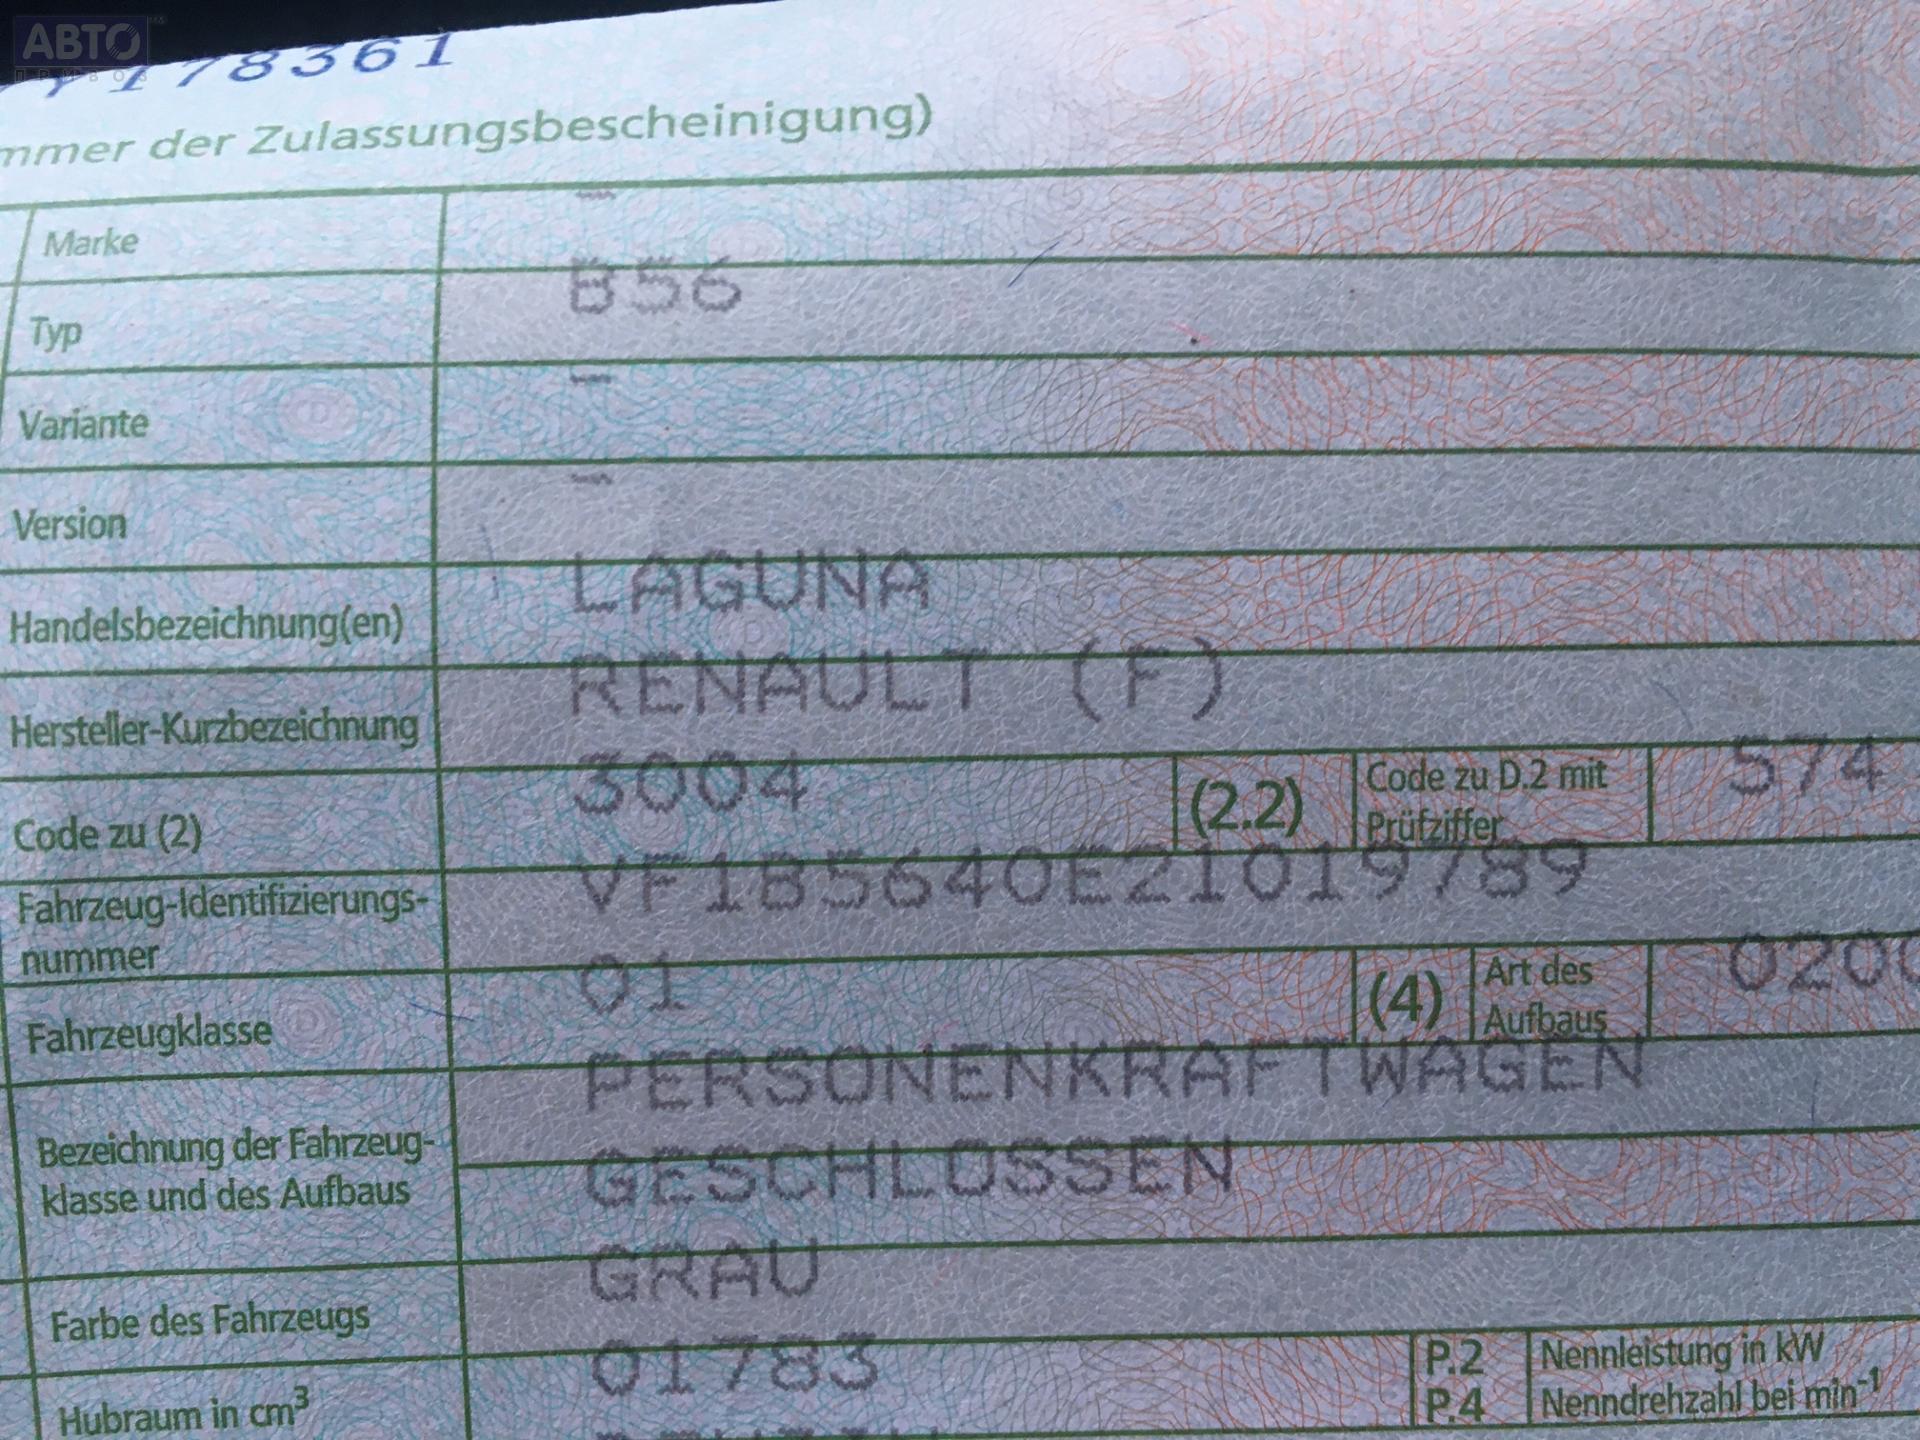 АВТО
ПРИВОЗ
Y178361
mmer der Zulassungsbescheinigung)
Marke –
Typ B56
Variante –
Version –
Handelsbezeichnung(en) LAGUNA
Hersteller-Kurzbezeichnung RENAULT (F)
Code zu (2) 3004 (2.2) Code zu D.2 mit Prüfziffer 574
Fahrzeug-Identifizierungs-
nummer VF1B5640E21019789
Fahrzeugklasse 01 (4) Art des Aufbaus 0200
Bezeichnung der Fahrzeug- PERSONENKRAFTWAGEN
klasse und des Aufbaus GESCHLOSSEN
Farbe des Fahrzeugs GRAU
Hubraum in cm³ 01783 P.2 Nennleistung in kW
P.4 Nenndrehzahl bei min⁻¹